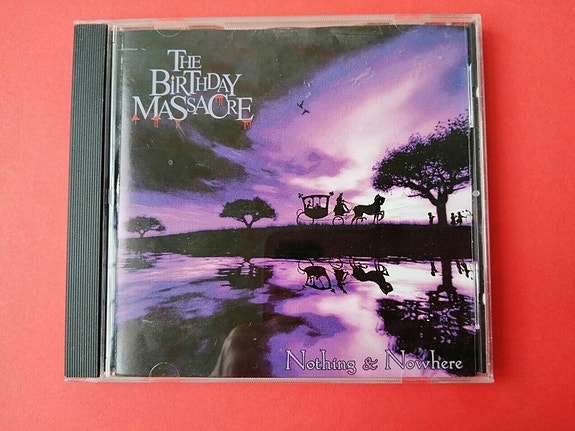 THE
BIRTHDAY
MASSACRE
Nothing & Nowhere